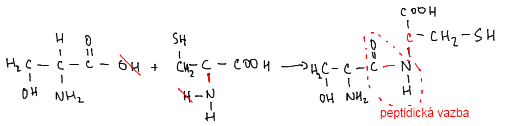 H O SH COOH
H₂C – C – C – OH + CH₂ – C – COOH → H₂C – C – C – N – H C – CH₂ – SH
OH NH₂ H – N O
H OH NH₂ H
peptidická vazba